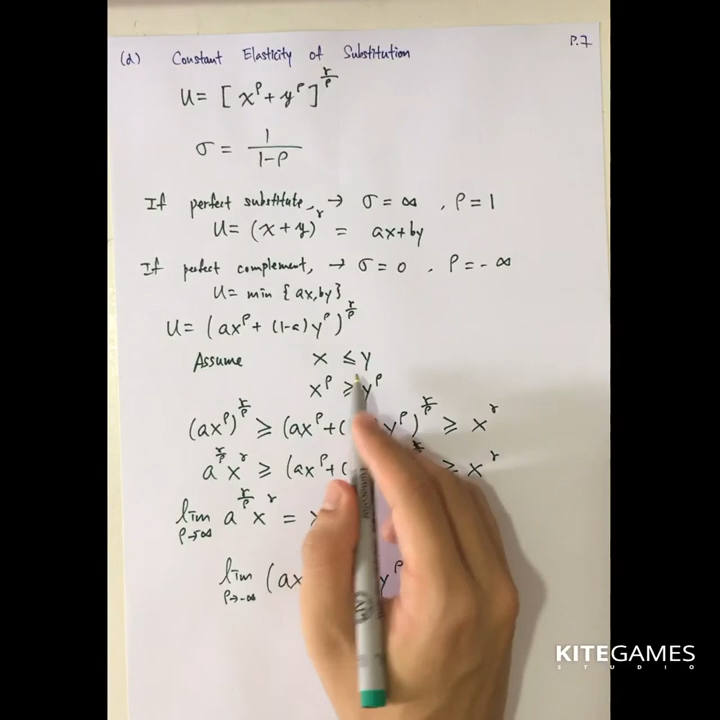 (d) Constant Elasticity of Substitution P.7
U = [x^ρ + y^ρ]^(r/ρ)
σ = 1/(1-ρ)
If perfect substitute, → σ = ∞, ρ = 1
U = (x + y)^r = ax + by
If perfect complement, → σ = 0, ρ = -∞
U = min {ax, by}
U = (ax^ρ + (1-a) y^ρ)^(r/ρ)
Assume x ≤ y
x^ρ ≥ y^ρ
(ax^ρ)^(r/ρ) ≥ (ax^ρ + ( y^ρ)^(r/ρ) ≥ x^r
a^(r/ρ) x^r ≥ (ax^ρ + ( ≥ x^r
lim ρ→-∞ a^(r/ρ) x^r =
lim ρ→-∞ (ax y^ρ
KITEGAMES
STUDIO